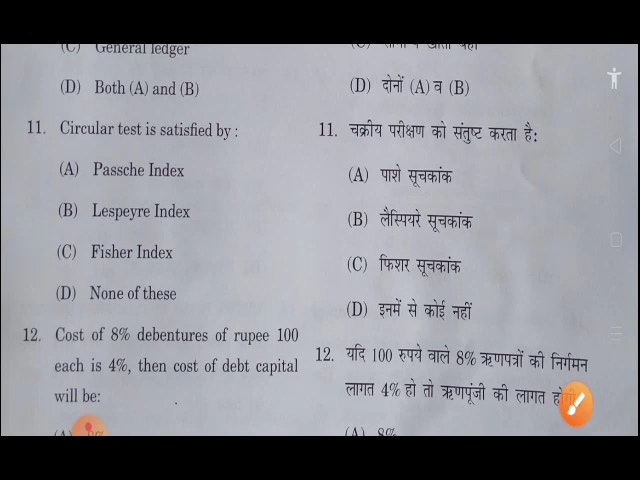 (C) General ledger
(D) Both (A) and (B)
11. Circular test is satisfied by :
(A) Passche Index
(B) Lespeyre Index
(C) Fisher Index
(D) None of these
12. Cost of 8% debentures of rupee 100
each is 4%, then cost of debt capital
will be:
(A) 8%
(D) दोनों (A) व (B)
11. चक्रीय परीक्षण को संतुष्ट करता है:
(A) पाशे सूचकांक
(B) लैस्पियरे सूचकांक
(C) फिशर सूचकांक
(D) इनमें से कोई नहीं
12. यदि 100 रुपये वाले 8% ऋणपत्रों की निर्गमन
लागत 4% हो तो ऋणपूंजी की लागत
(A) 8%